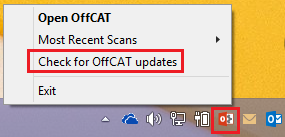 Open OffCAT
Most Recent Scans
Check for OffCAT updates
Exit